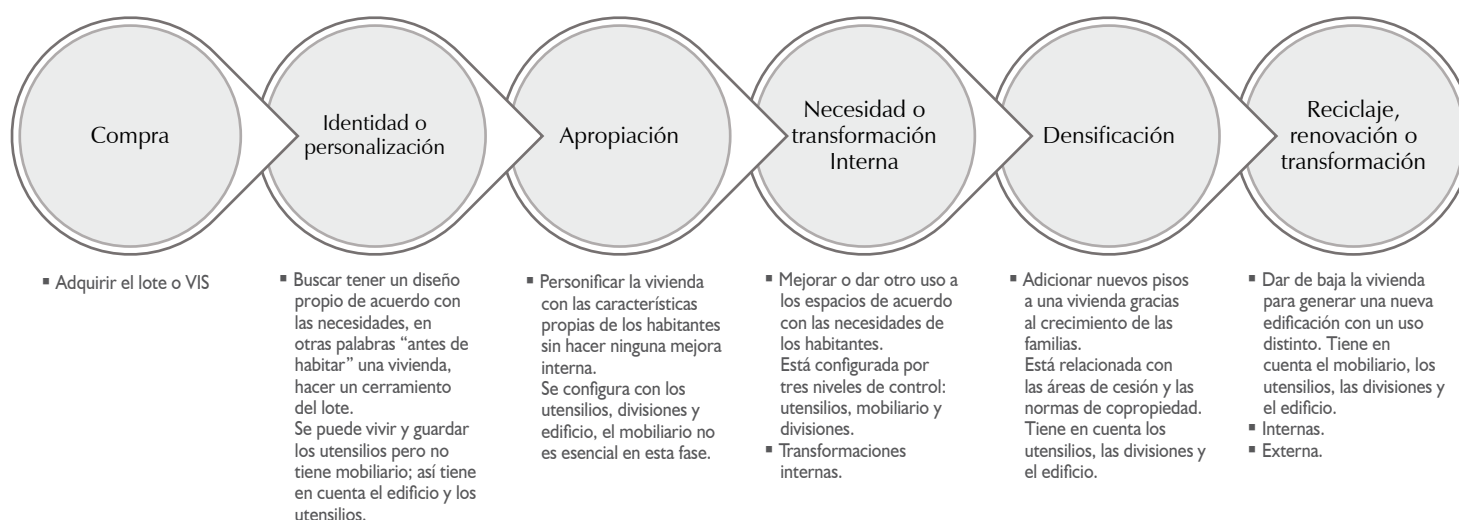 Compra
Identidad o
personalización
Apropiación
Necesidad o
transformación
Interna
Densificación
Reciclaje,
renovación o
transformación
▪ Adquirir el lote o VIS
▪ Buscar tener un diseño
propio de acuerdo con
las necesidades, en
otras palabras “antes de
habitar” una vivienda,
hacer un cerramiento
del lote.
Se puede vivir y guardar
los utensilios pero no
tiene mobiliario; así tiene
en cuenta el edificio y los
utensilios.
▪ Personificar la vivienda
con las características
propias de los habitantes
sin hacer ninguna mejora
interna.
Se configura con los
utensilios, divisiones y
edificio, el mobiliario no
es esencial en esta fase.
▪ Mejorar o dar otro uso a
los espacios de acuerdo
con las necesidades de
los habitantes.
Está configurada por
tres niveles de control:
utensilios, mobiliario y
divisiones.
▪ Transformaciones
internas.
▪ Adicionar nuevos pisos
a una vivienda gracias
al crecimiento de las
familias.
Está relacionada con
las áreas de cesión y las
normas de copropiedad.
Tiene en cuenta los
utensilios, las divisiones y
el edificio.
▪ Dar de baja la vivienda
para generar una nueva
edificación con un uso
distinto. Tiene en
cuenta el mobiliario, los
utensilios, las divisiones y
el edificio.
▪ Internas.
▪ Externa.